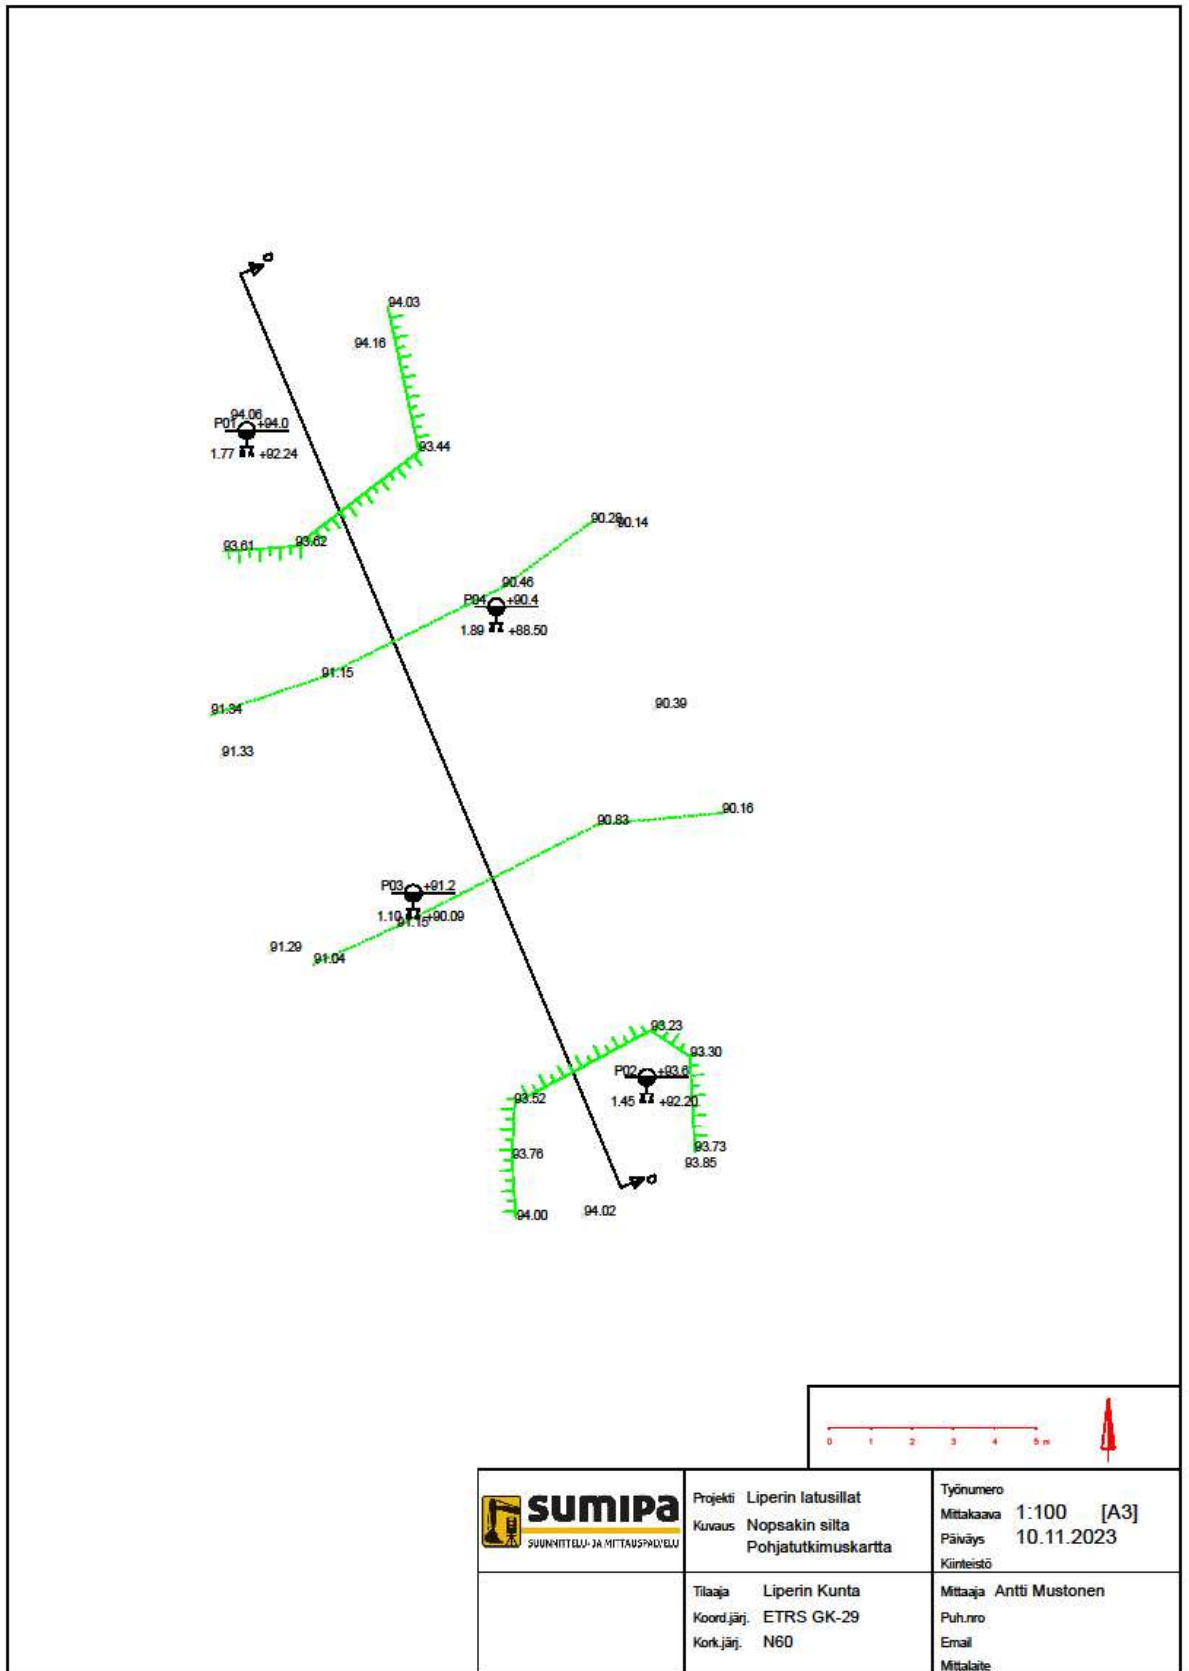 a
94.03
94.16
94.06
P01 +94.0
1.77 +92.24
93.44
93.61
93.62
90.28
90.14
90.46
P04 +90.4
1.89 +88.50
91.15
91.34
90.39
91.33
90.16
90.83
P03 +91.2
1.10 +90.09
91.15
91.29
91.04
93.23
93.30
P02 +93.6
1.45 +92.20
93.52
93.73
93.76
93.85
a
94.02
94.00
0 1 2 3 4 5 m
sumipa
SUUNNITTELU- JA MITTAUSPALVELU
Projekti Liperin latusillat
Kuvaus Nopsakin silta
Pohjatutkimuskartta
Työnumero
Mittakaava 1:100 [A3]
Päiväys 10.11.2023
Kiinteistö
Tilaaja Liperin Kunta
Koord.järj. ETRS GK-29
Kork.järj. N60
Mittaaja Antti Mustonen
Puh.nro
Email
Mittalaite